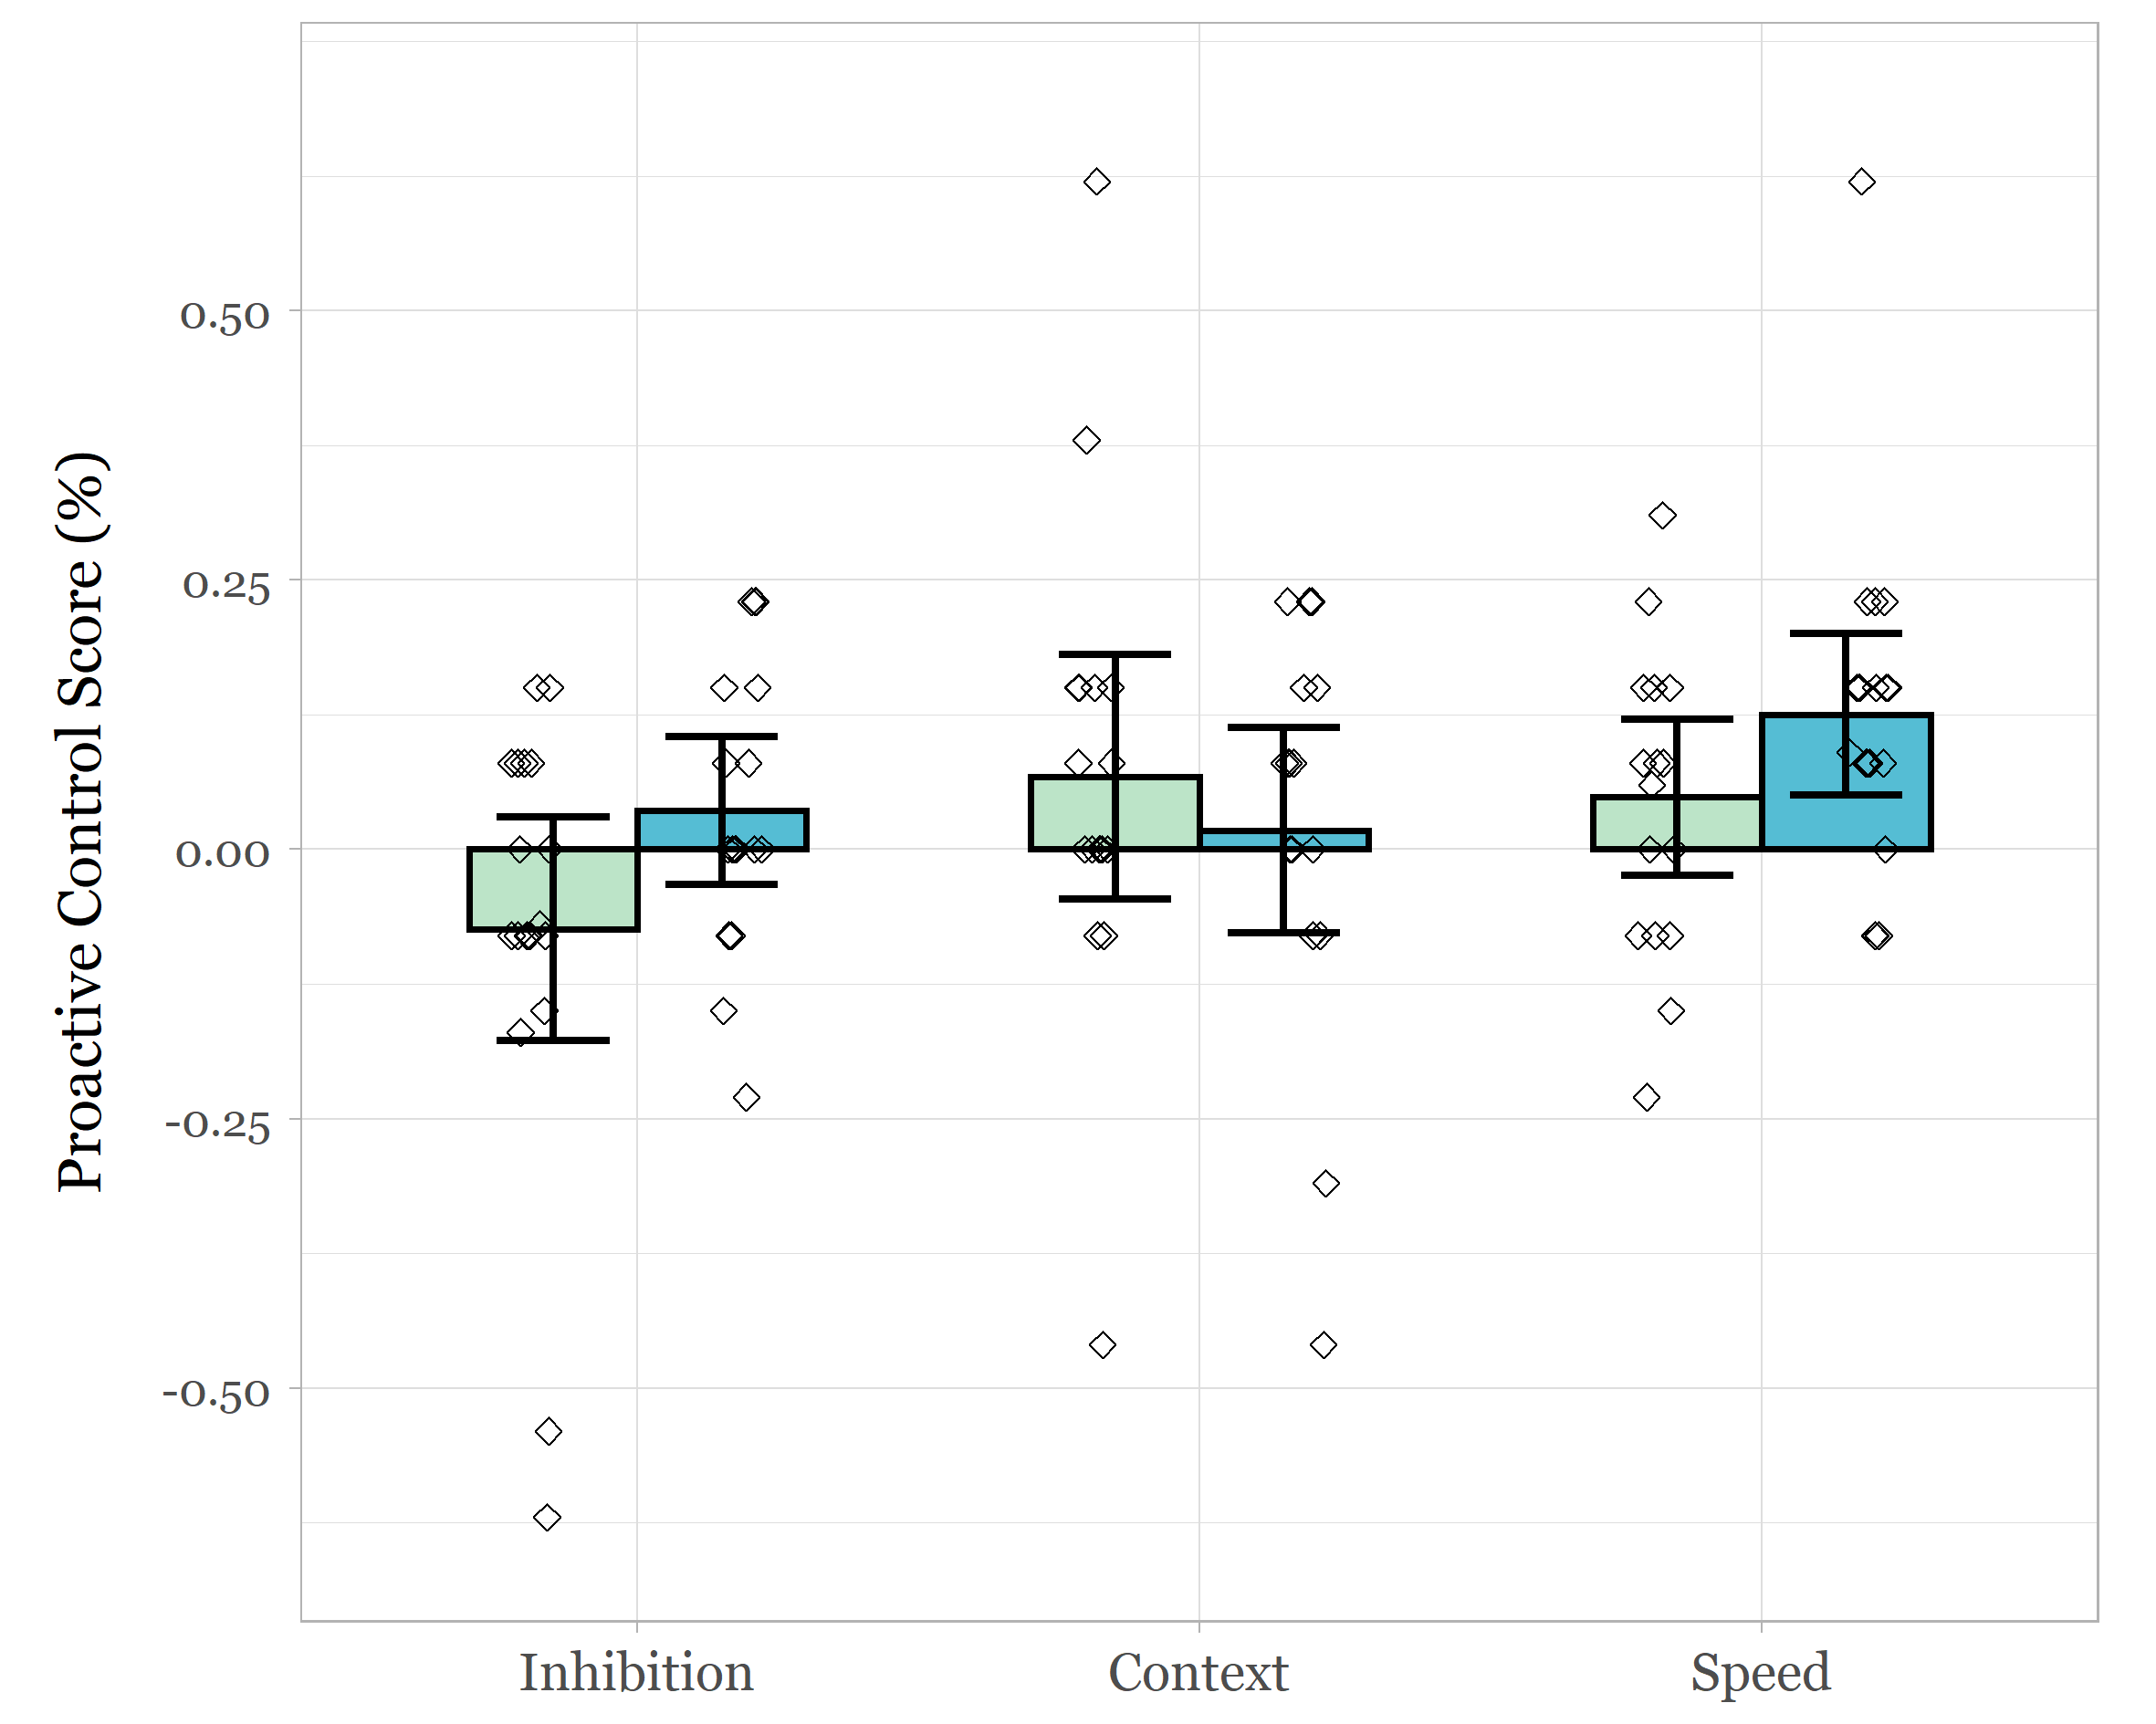 Proactive Control Score (%)
0.50
0.25
0.00
-0.25
-0.50
Inhibition Context Speed